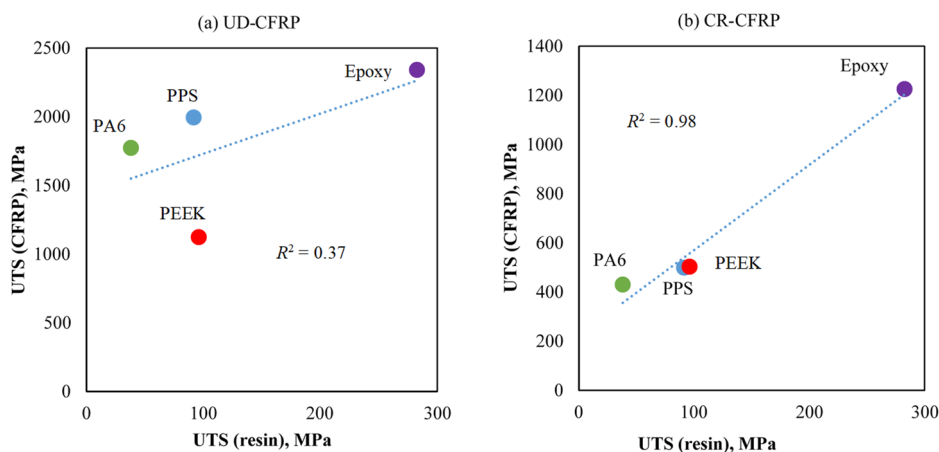 (a) UD-CFRP
2500
2000
1500
1000
500
0
0
100
200
300
UTS (CFRP), MPa
UTS (resin), MPa
Epoxy
PPS
PA6
PEEK
R² = 0.37
(b) CR-CFRP
1400
1200
1000
800
600
400
200
0
0
100
200
300
UTS (CFRP), MPa
UTS (resin), MPa
Epoxy
R² = 0.98
PA6
PEEK
PPS